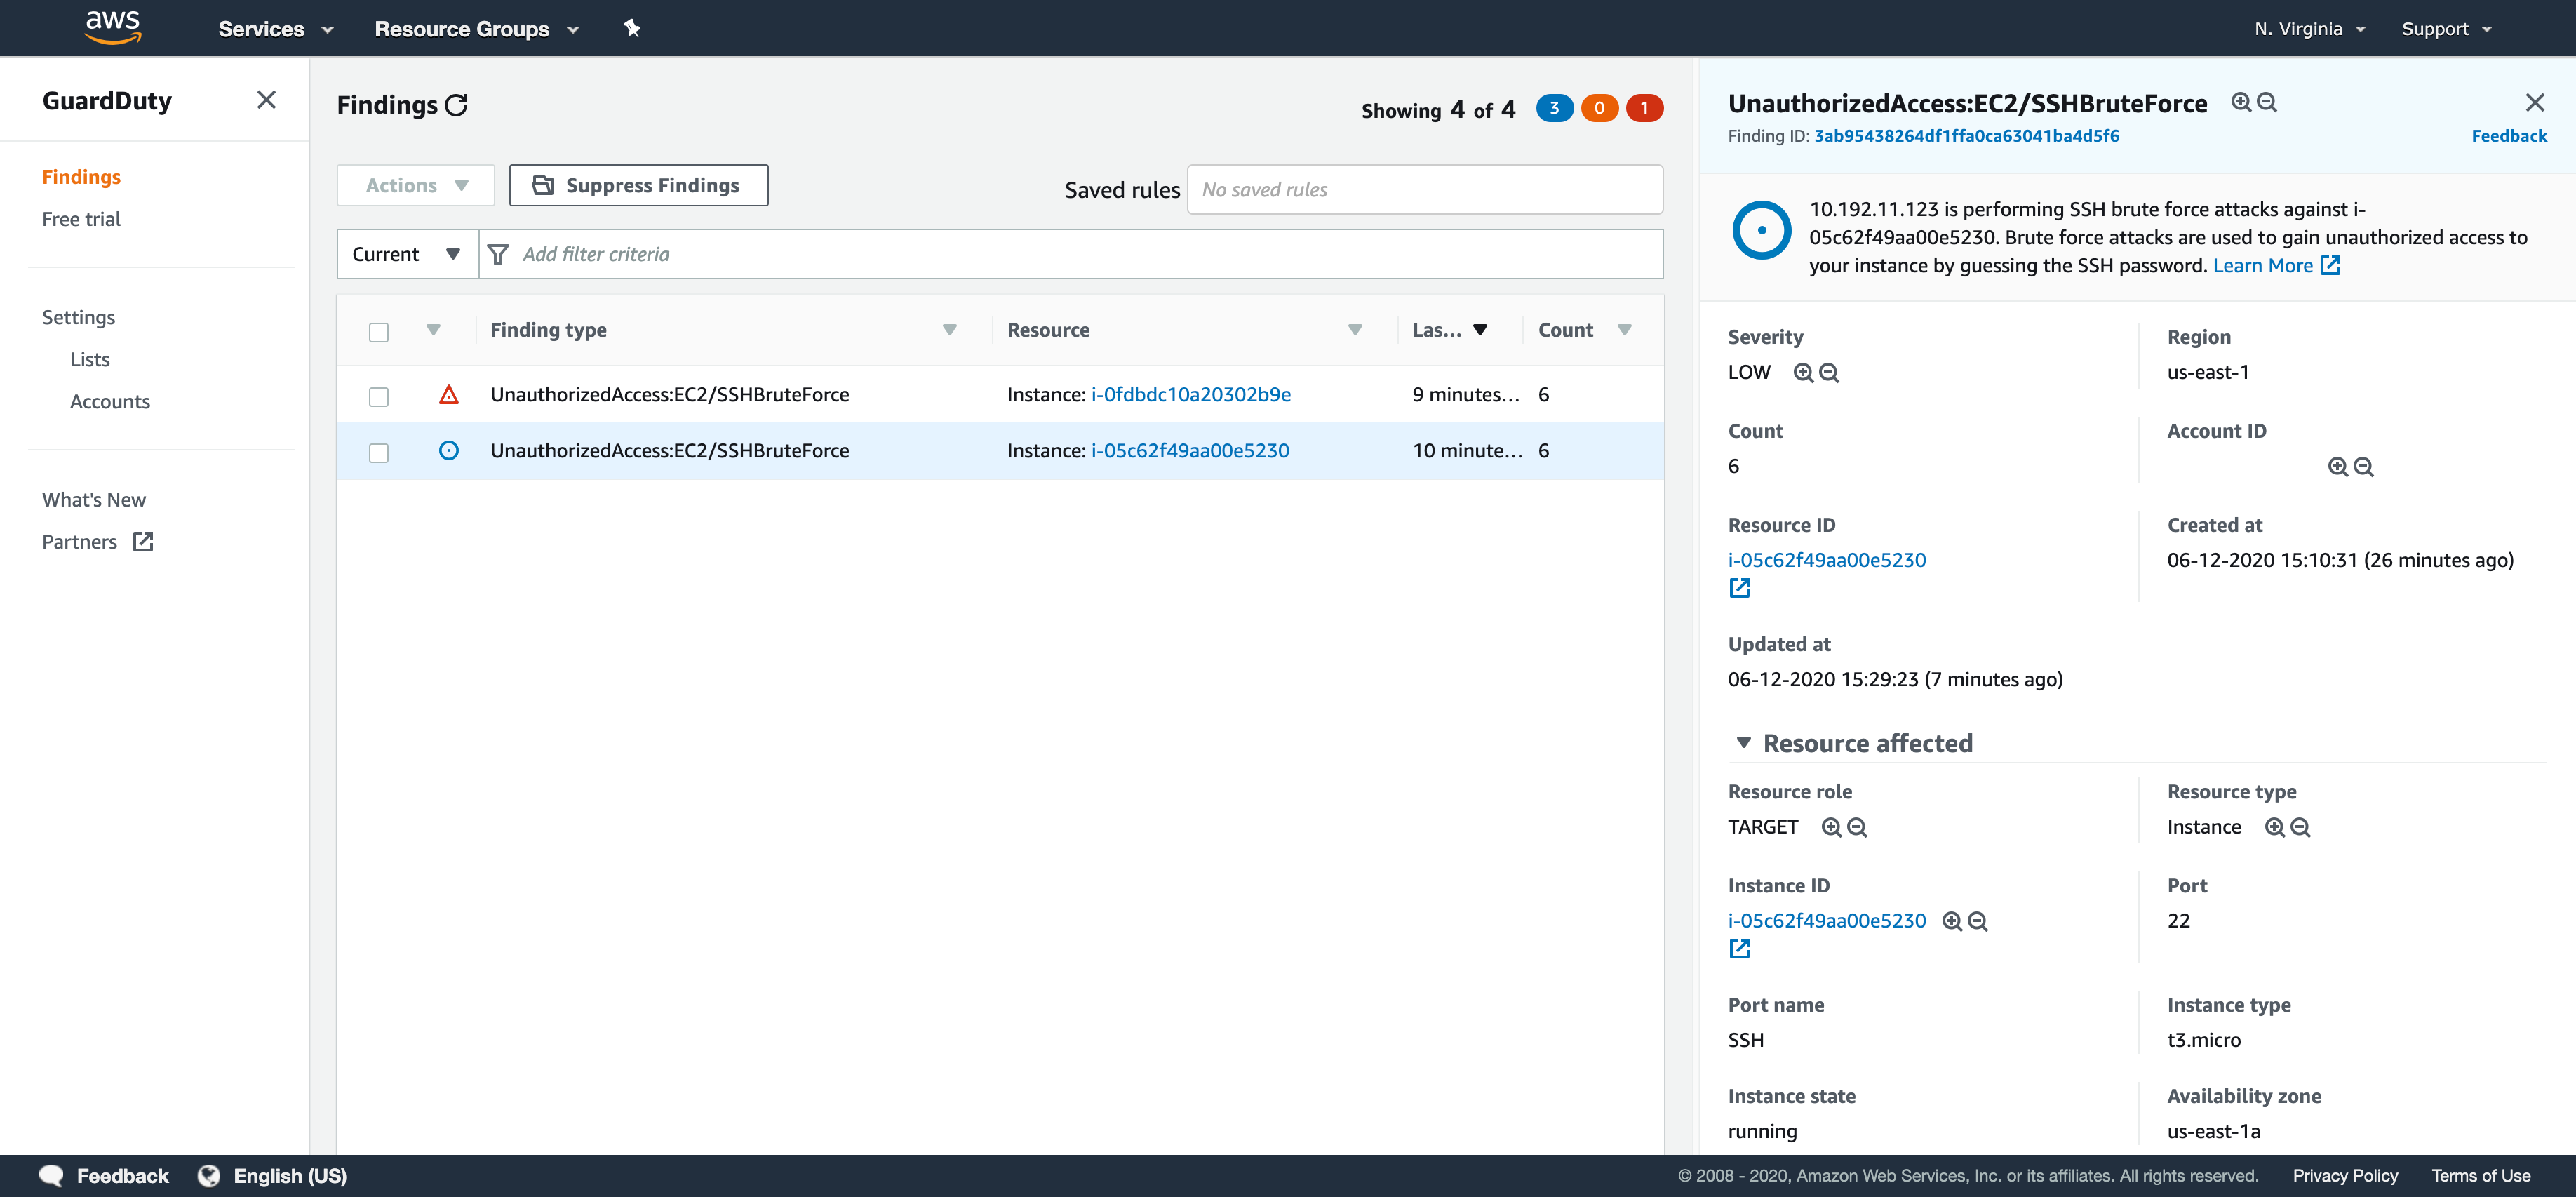 aws Services Resource Groups N. Virginia Support
GuardDuty
Findings
Free trial
Settings
Lists
Accounts
What's New
Partners
Findings
Showing 4 of 4 3 0 1
Actions Suppress Findings Saved rules No saved rules
Current Add filter criteria
Finding type Resource Las... Count
UnauthorizedAccess:EC2/SSHBruteForce Instance: i-0fdbdc10a20302b9e 9 minutes... 6
UnauthorizedAccess:EC2/SSHBruteForce Instance: i-05c62f49aa00e5230 10 minute... 6
UnauthorizedAccess:EC2/SSHBruteForce
Finding ID: 3ab95438264df1ffa0ca63041ba4d5f6 Feedback
10.192.11.123 is performing SSH brute force attacks against i-
05c62f49aa00e5230. Brute force attacks are used to gain unauthorized access to
your instance by guessing the SSH password. Learn More
Severity Region
LOW us-east-1
Count Account ID
6
Resource ID Created at
i-05c62f49aa00e5230 06-12-2020 15:10:31 (26 minutes ago)
Updated at
06-12-2020 15:29:23 (7 minutes ago)
Resource affected
Resource role Resource type
TARGET Instance
Instance ID Port
i-05c62f49aa00e5230 22
Port name Instance type
SSH t3.micro
Instance state Availability zone
running us-east-1a
Feedback English (US) © 2008 - 2020, Amazon Web Services, Inc. or its affiliates. All rights reserved. Privacy Policy Terms of Use